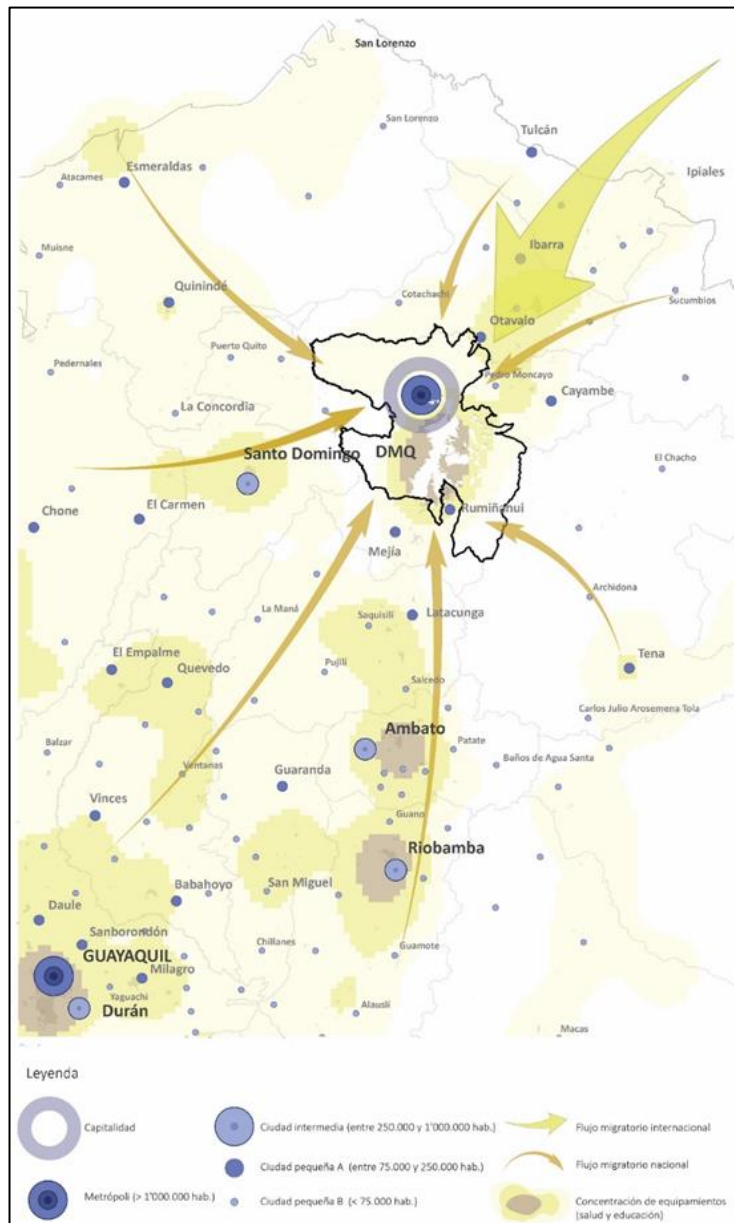 San Lorenzo
San Lorenzo
Tulcán
Esmeraldas
Atacames
Ipiales
Muisne
Ibarra
Quinindé
Cotachachi
Sucumbios
Otavalo
Puerto Quito
Pedernales
Pedro Moncayo
Cayambe
La Concordia
Santo Domingo
DMQ
El Chacho
Chone
El Carmen
Rumiñahui
Mejía
Archidona
La Maná
Saquisilí
Latacunga
El Empalme
Quevedo
Pujilí
Tena
Salcedo
Carlos Julio Arosemena Tola
Ambato
Balzar
Patate
Baños de Agua Santa
Ventanas
Guaranda
Vinces
Guano
Riobamba
Babahoyo
San Miguel
Daule
Sanborondón
Chillanes
Guamote
GUAYAQUIL
Milagro
Yaguachi
Durán
Alauslí
Macas
Leyenda
Capitalidad
Ciudad intermedia (entre 250.000 y 1'000.000 hab.)
Flujo migratorio internacional
Ciudad pequeña A (entre 75.000 y 250.000 hab.)
Flujo migratorio nacional
Metrópoli (> 1'000.000 hab.)
Ciudad pequeña B (< 75.000 hab.)
Concentración de equipamientos
(salud y educación)